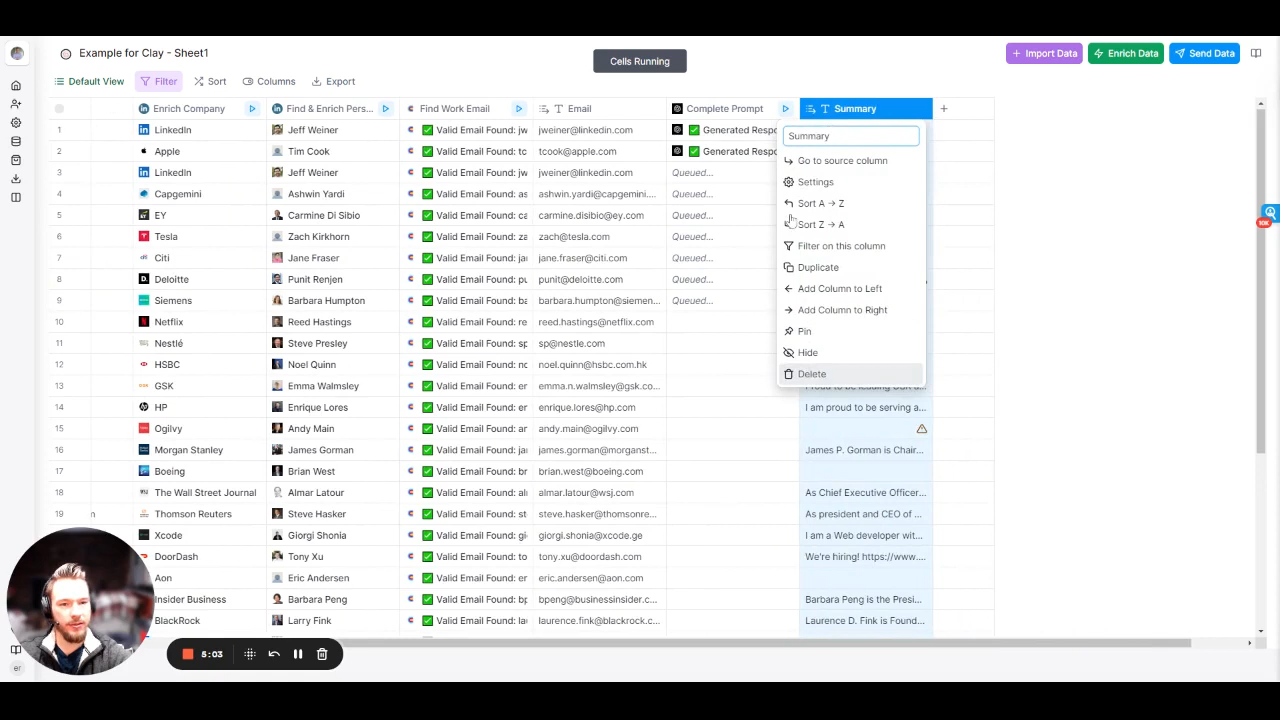 Example for Clay - Sheet1
Cells Running
Import Data
Enrich Data
Send Data
Default View
Filter
Sort
Columns
Export
Enrich Company
Find & Enrich Pers...
Find Work Email
Email
Complete Prompt
Summary
1 LinkedIn Jeff Weiner Valid Email Found: jw jweiner@linkedin.com Generated Respo
2 Apple Tim Cook Valid Email Found: tc tcook@apple.com Generated Respo
3 LinkedIn Jeff Weiner Valid Email Found: jw jweiner@linkedin.com Queued...
4 Capgemini Ashwin Yardi Valid Email Found: as ashwin.yardi@capgemini.... Queued...
5 EY Carmine Di Sibio Valid Email Found: ca carmine.disibio@ey.com Queued...
6 Tesla Zach Kirkhorn Valid Email Found: za zach@tesla.com Queued...
7 Citi Jane Fraser Valid Email Found: ja jane.fraser@citi.com Queued...
8 Deloitte Punit Renjen Valid Email Found: pu punit@deloitte.com Queued...
9 Siemens Barbara Humpton Valid Email Found: ba barbara.humpton@siemen... Queued...
10 Netflix Reed Hastings Valid Email Found: re reed.hastings@netflix.com
11 Nestlé Steve Presley Valid Email Found: sp sp@nestle.com
12 HSBC Noel Quinn Valid Email Found: no noel.quinn@hsbc.com.hk
13 GSK Emma Walmsley Valid Email Found: er emma.n.walmsley@gsk.co...
14 HP Enrique Lores Valid Email Found: er enrique.lores@hp.com I am proud to be serving a...
15 Ogilvy Andy Main Valid Email Found: an andy.main@ogilvy.com
16 Morgan Stanley James Gorman Valid Email Found: ja james.gorman@morganst... James P. Gorman is Chair...
17 Boeing Brian West Valid Email Found: br brian.west@boeing.com
18 The Wall Street Journal Almar Latour Valid Email Found: al almar.latour@wsj.com As Chief Executive Officer...
19 n Thomson Reuters Steve Hasker Valid Email Found: st steve.hasker@thomsonre... As president and CEO of ...
Xcode Giorgi Shonia Valid Email Found: gi giorgi.shonia@xcode.ge I am a Web developer wit...
DoorDash Tony Xu Valid Email Found: to tony.xu@doordash.com We're hiring! https://www....
Aon Eric Andersen Valid Email Found: er eric.andersen@aon.com
Insider Business Barbara Peng Valid Email Found: bp bpeng@businessinsider.c... Barbara Peng is the Presi...
BlackRock Larry Fink Valid Email Found: la laurence.fink@blackrock.c... Laurence D. Fink is Found...
Summary
Go to source column
Settings
Sort A → Z
Sort Z → A
Filter on this column
Duplicate
Add Column to Left
Add Column to Right
Pin
Hide
Delete
10K
er
5:03